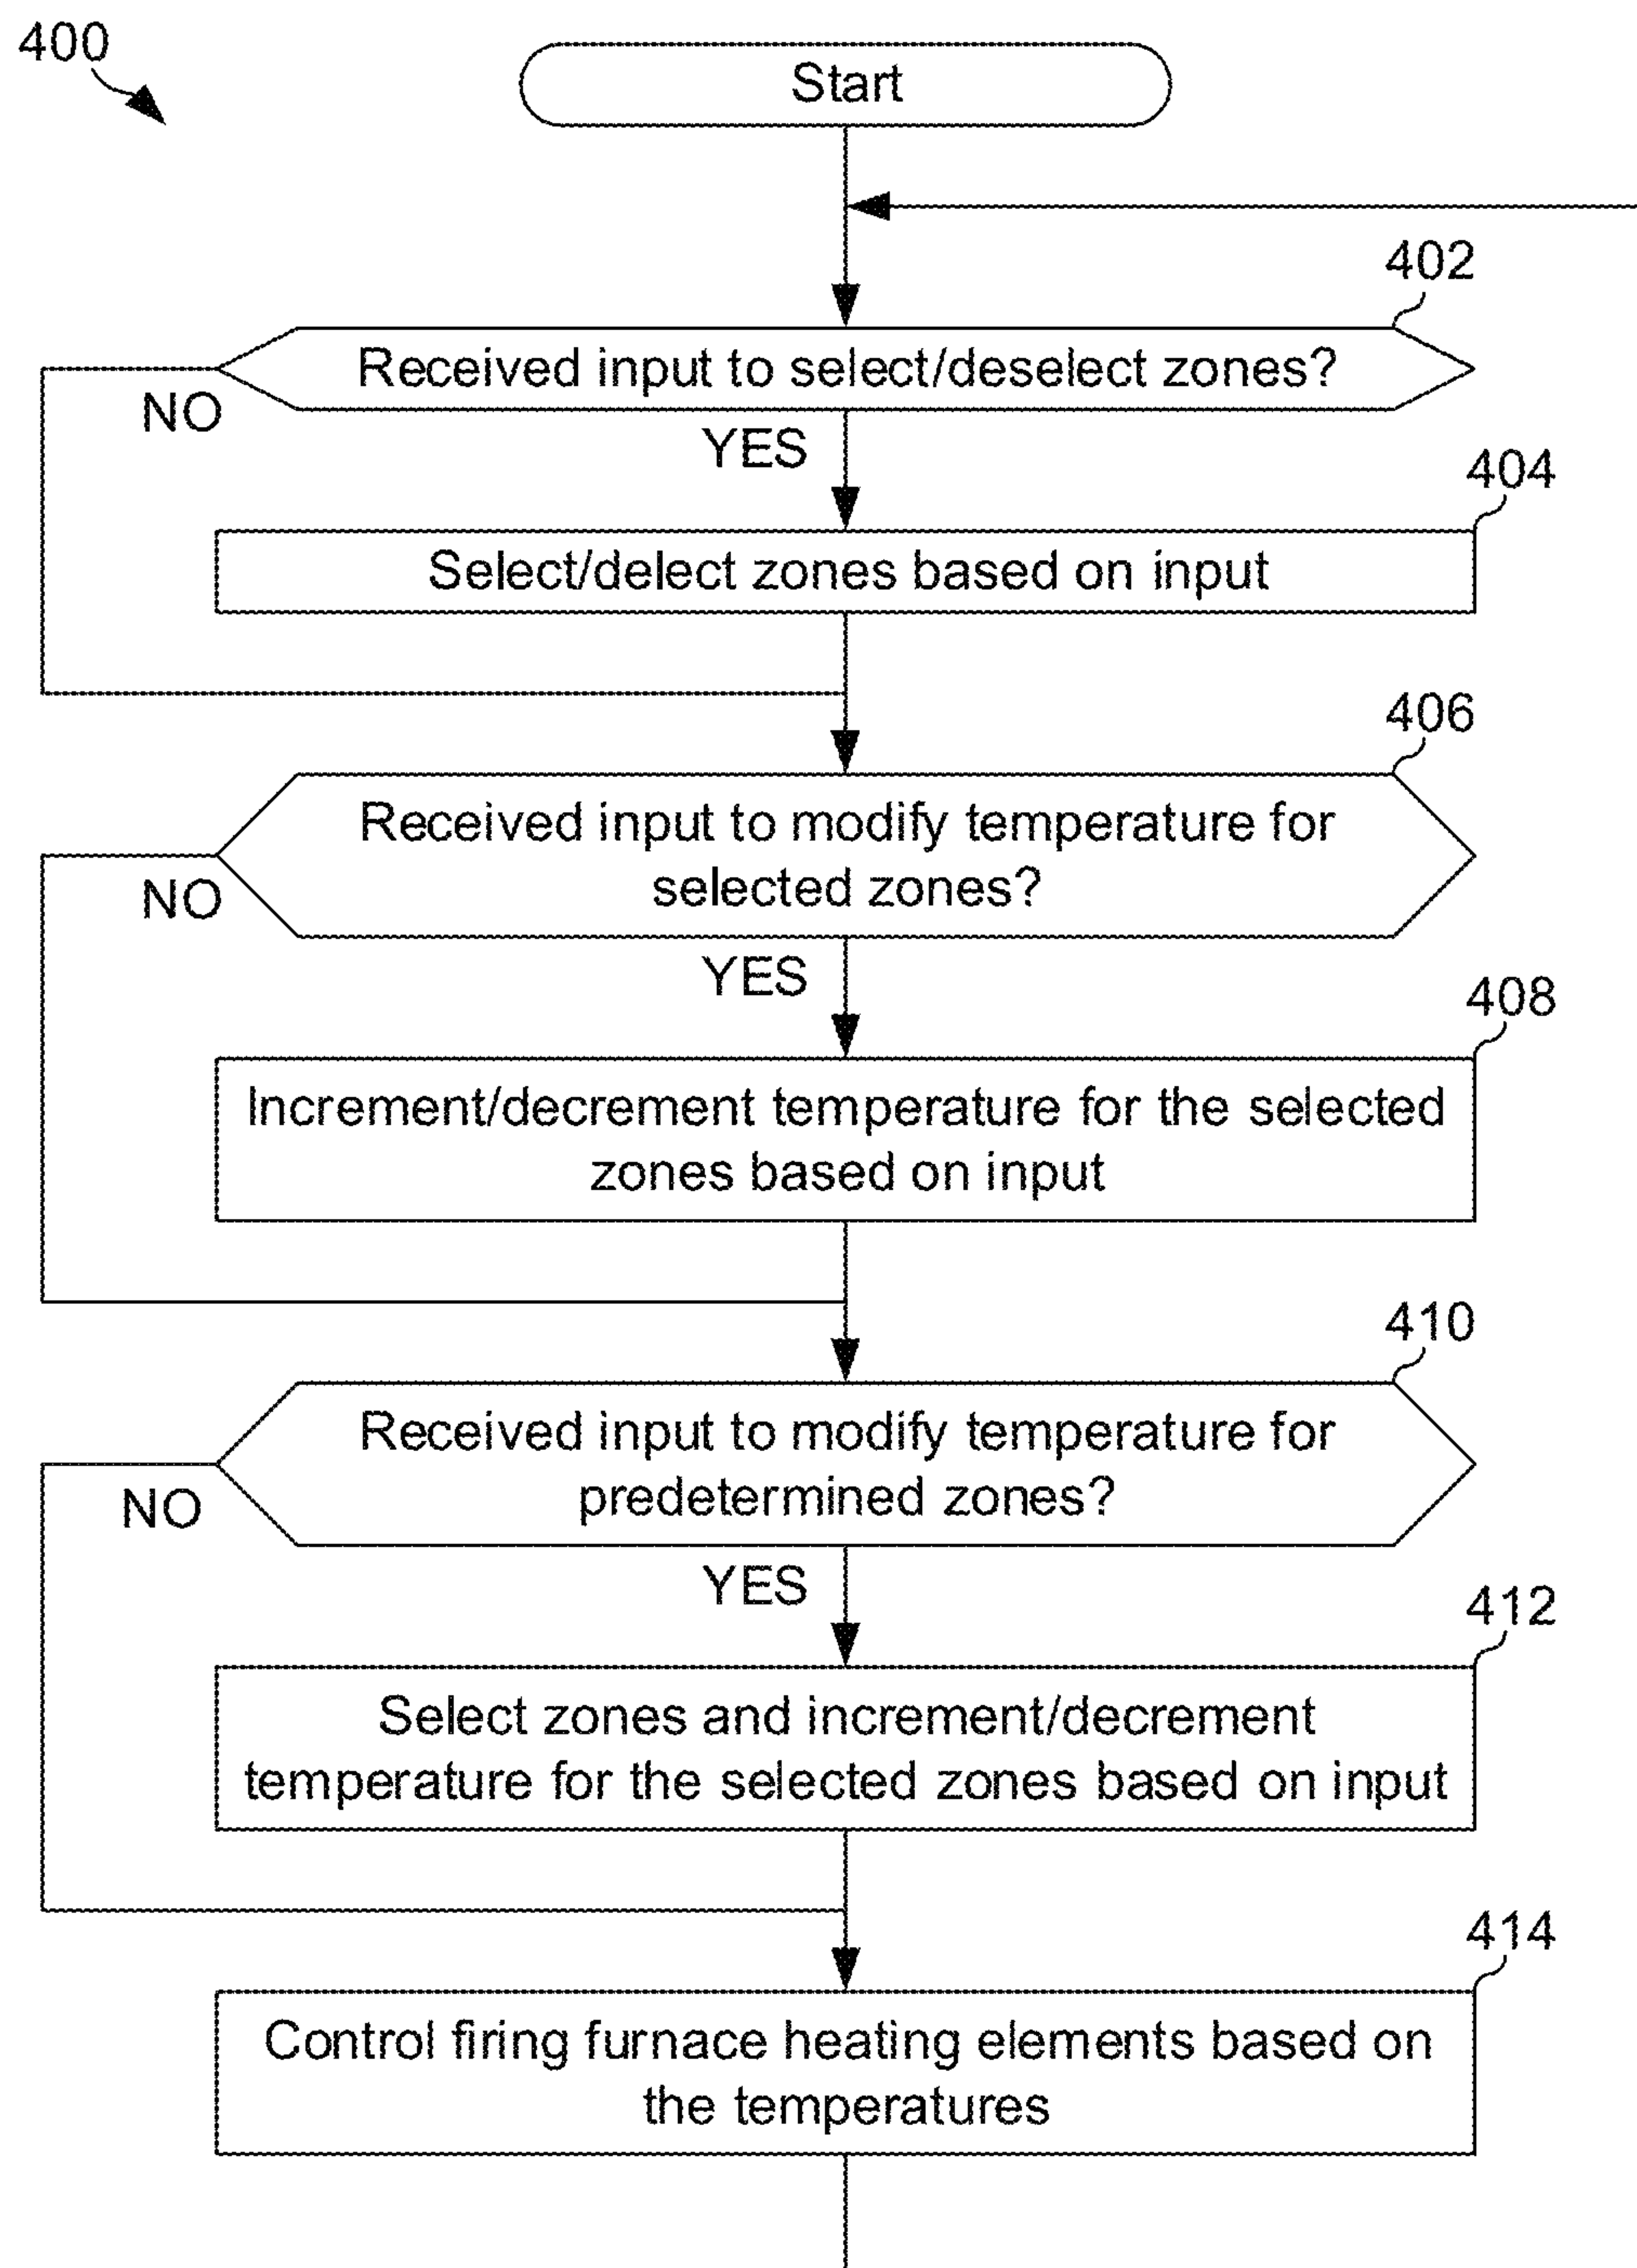 400
Start
402
Received input to select/deselect zones?
NO
YES
404
Select/delect zones based on input
406
Received input to modify temperature for
selected zones?
NO
YES
408
Increment/decrement temperature for the selected
zones based on input
410
Received input to modify temperature for
predetermined zones?
NO
YES
412
Select zones and increment/decrement
temperature for the selected zones based on input
414
Control firing furnace heating elements based on
the temperatures